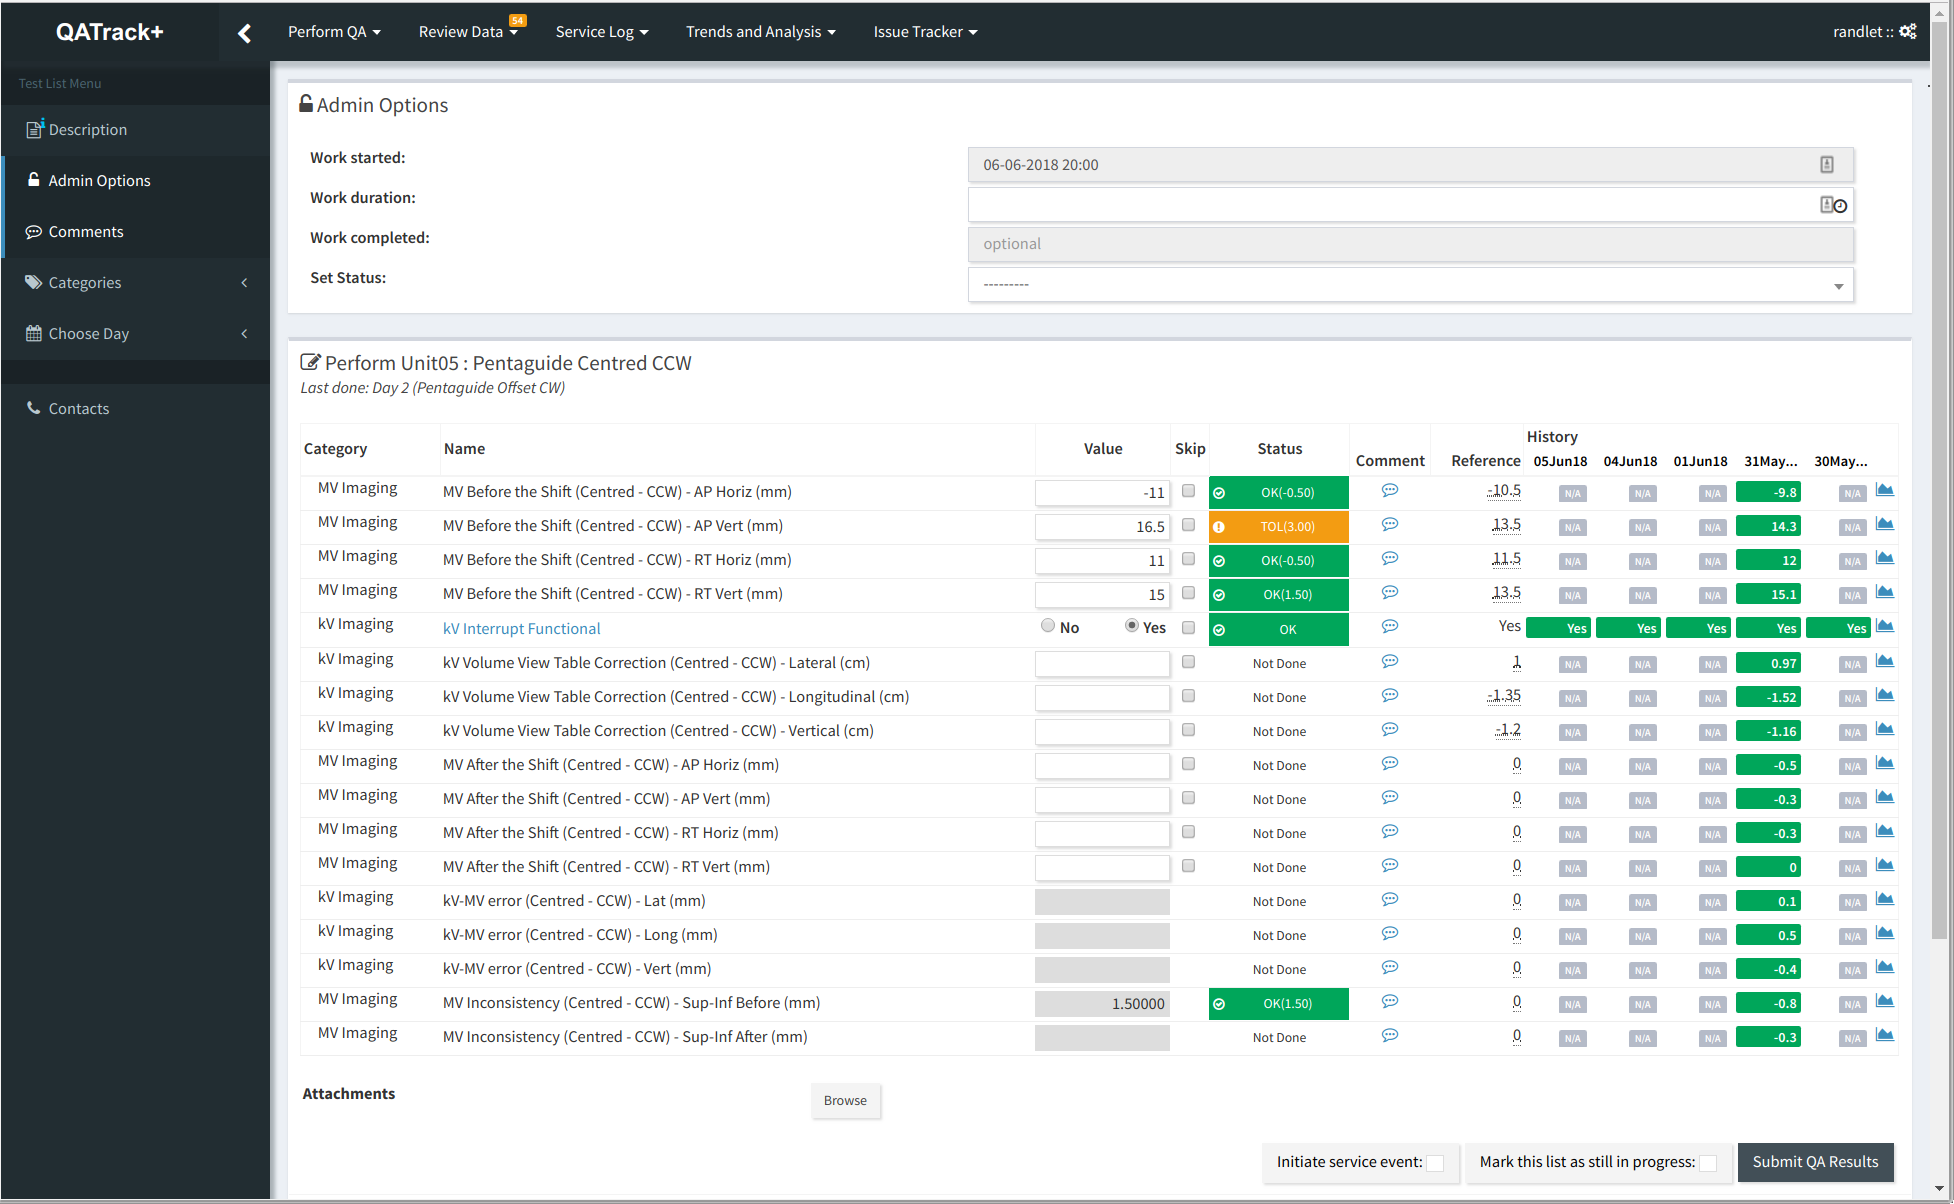 QATrack+ Perform QA Review Data 54 Service Log Trends and Analysis Issue Tracker randlet ::
Test List Menu
Description
Admin Options
Comments
Categories
Choose Day
Contacts
Admin Options
Work started: 06-06-2018 20:00
Work duration:
Work completed: optional
Set Status: ---------
Perform Unit05 : Pentaguide Centred CCW
Last done: Day 2 (Pentaguide Offset CW)
Category Name Value Skip Status Comment Reference History
05Jun18 04Jun18 01Jun18 31May... 30May...
MV Imaging MV Before the Shift (Centred - CCW) - AP Horiz (mm) -11 OK(-0.50) -10.5 N/A N/A N/A -9.8 N/A
MV Imaging MV Before the Shift (Centred - CCW) - AP Vert (mm) 16.5 TOL(3.00) 13.5 N/A N/A N/A 14.3 N/A
MV Imaging MV Before the Shift (Centred - CCW) - RT Horiz (mm) 11 OK(-0.50) 11.5 N/A N/A N/A 12 N/A
MV Imaging MV Before the Shift (Centred - CCW) - RT Vert (mm) 15 OK(1.50) 13.5 N/A N/A N/A 15.1 N/A
kV Imaging kV Interrupt Functional No Yes OK Yes Yes Yes Yes Yes Yes
kV Imaging kV Volume View Table Correction (Centred - CCW) - Lateral (cm) Not Done 1 N/A N/A N/A 0.97 N/A
kV Imaging kV Volume View Table Correction (Centred - CCW) - Longitudinal (cm) Not Done -1.35 N/A N/A N/A -1.52 N/A
kV Imaging kV Volume View Table Correction (Centred - CCW) - Vertical (cm) Not Done -1.2 N/A N/A N/A -1.16 N/A
MV Imaging MV After the Shift (Centred - CCW) - AP Horiz (mm) Not Done 0 N/A N/A N/A -0.5 N/A
MV Imaging MV After the Shift (Centred - CCW) - AP Vert (mm) Not Done 0 N/A N/A N/A -0.3 N/A
MV Imaging MV After the Shift (Centred - CCW) - RT Horiz (mm) Not Done 0 N/A N/A N/A -0.3 N/A
MV Imaging MV After the Shift (Centred - CCW) - RT Vert (mm) Not Done 0 N/A N/A N/A 0 N/A
kV Imaging kV-MV error (Centred - CCW) - Lat (mm) Not Done 0 N/A N/A N/A 0.1 N/A
kV Imaging kV-MV error (Centred - CCW) - Long (mm) Not Done 0 N/A N/A N/A 0.5 N/A
kV Imaging kV-MV error (Centred - CCW) - Vert (mm) Not Done 0 N/A N/A N/A -0.4 N/A
MV Imaging MV Inconsistency (Centred - CCW) - Sup-Inf Before (mm) 1.50000 OK(1.50) 0 N/A N/A N/A -0.8 N/A
MV Imaging MV Inconsistency (Centred - CCW) - Sup-Inf After (mm) Not Done 0 N/A N/A N/A -0.3 N/A
Attachments Browse
Initiate service event: Mark this list as still in progress: Submit QA Results